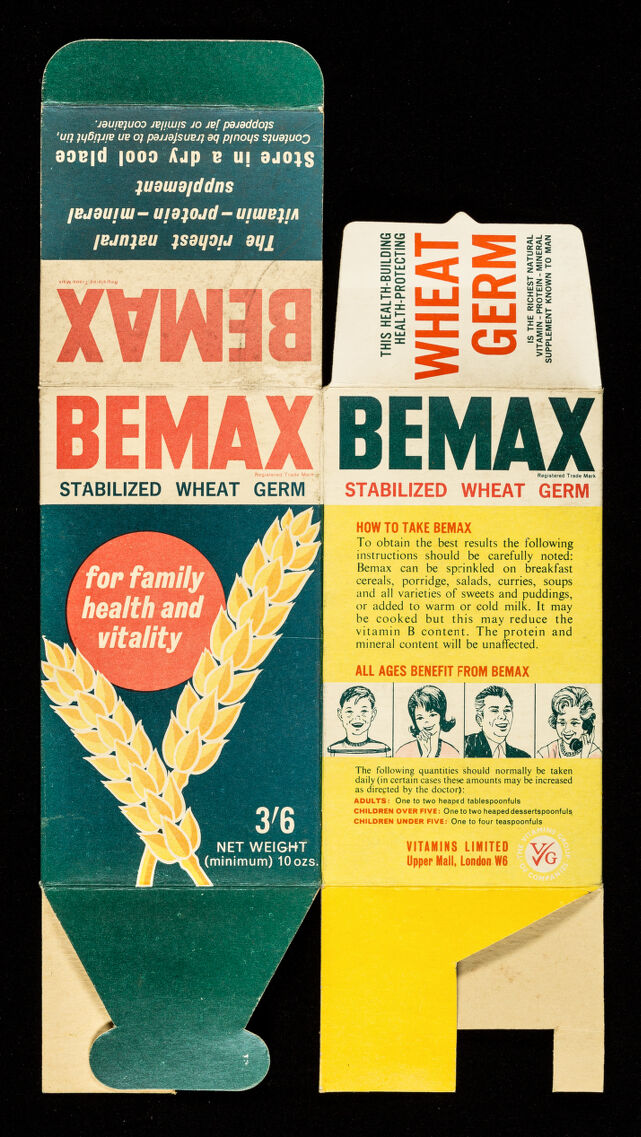 stoppered jar or similar container.
Contents should be transferred to an airtight tin,
Store in a dry cool place
supplement
vitamin – protein – mineral
The richest natural
Registered Trade Mark
BEMAX
BEMAX
Registered Trade Mark
STABILIZED WHEAT GERM
for family
health and
vitality
3/6
NET WEIGHT
(minimum) 10 ozs.
THIS HEALTH-BUILDING
HEALTH-PROTECTING
WHEAT
GERM
IS THE RICHEST NATURAL
VITAMIN - PROTEIN - MINERAL
SUPPLEMENT KNOWN TO MAN
BEMAX
Registered Trade Mark
STABILIZED WHEAT GERM
HOW TO TAKE BEMAX
To obtain the best results the following
instructions should be carefully noted:
Bemax can be sprinkled on breakfast
cereals, porridge, salads, curries, soups
and all varieties of sweets and puddings,
or added to warm or cold milk. It may
be cooked but this may reduce the
vitamin B content. The protein and
mineral content will be unaffected.
ALL AGES BENEFIT FROM BEMAX
The following quantities should normally be taken
daily (in certain cases these amounts may be increased
as directed by the doctor):
ADULTS: One to two heaped tablespoonfuls
CHILDREN OVER FIVE: One to two heaped dessertspoonfuls
CHILDREN UNDER FIVE: One to four teaspoonfuls
VITAMINS LIMITED
Upper Mall, London W6
THE VITAMINS GROUP
OF COMPANIES
VG